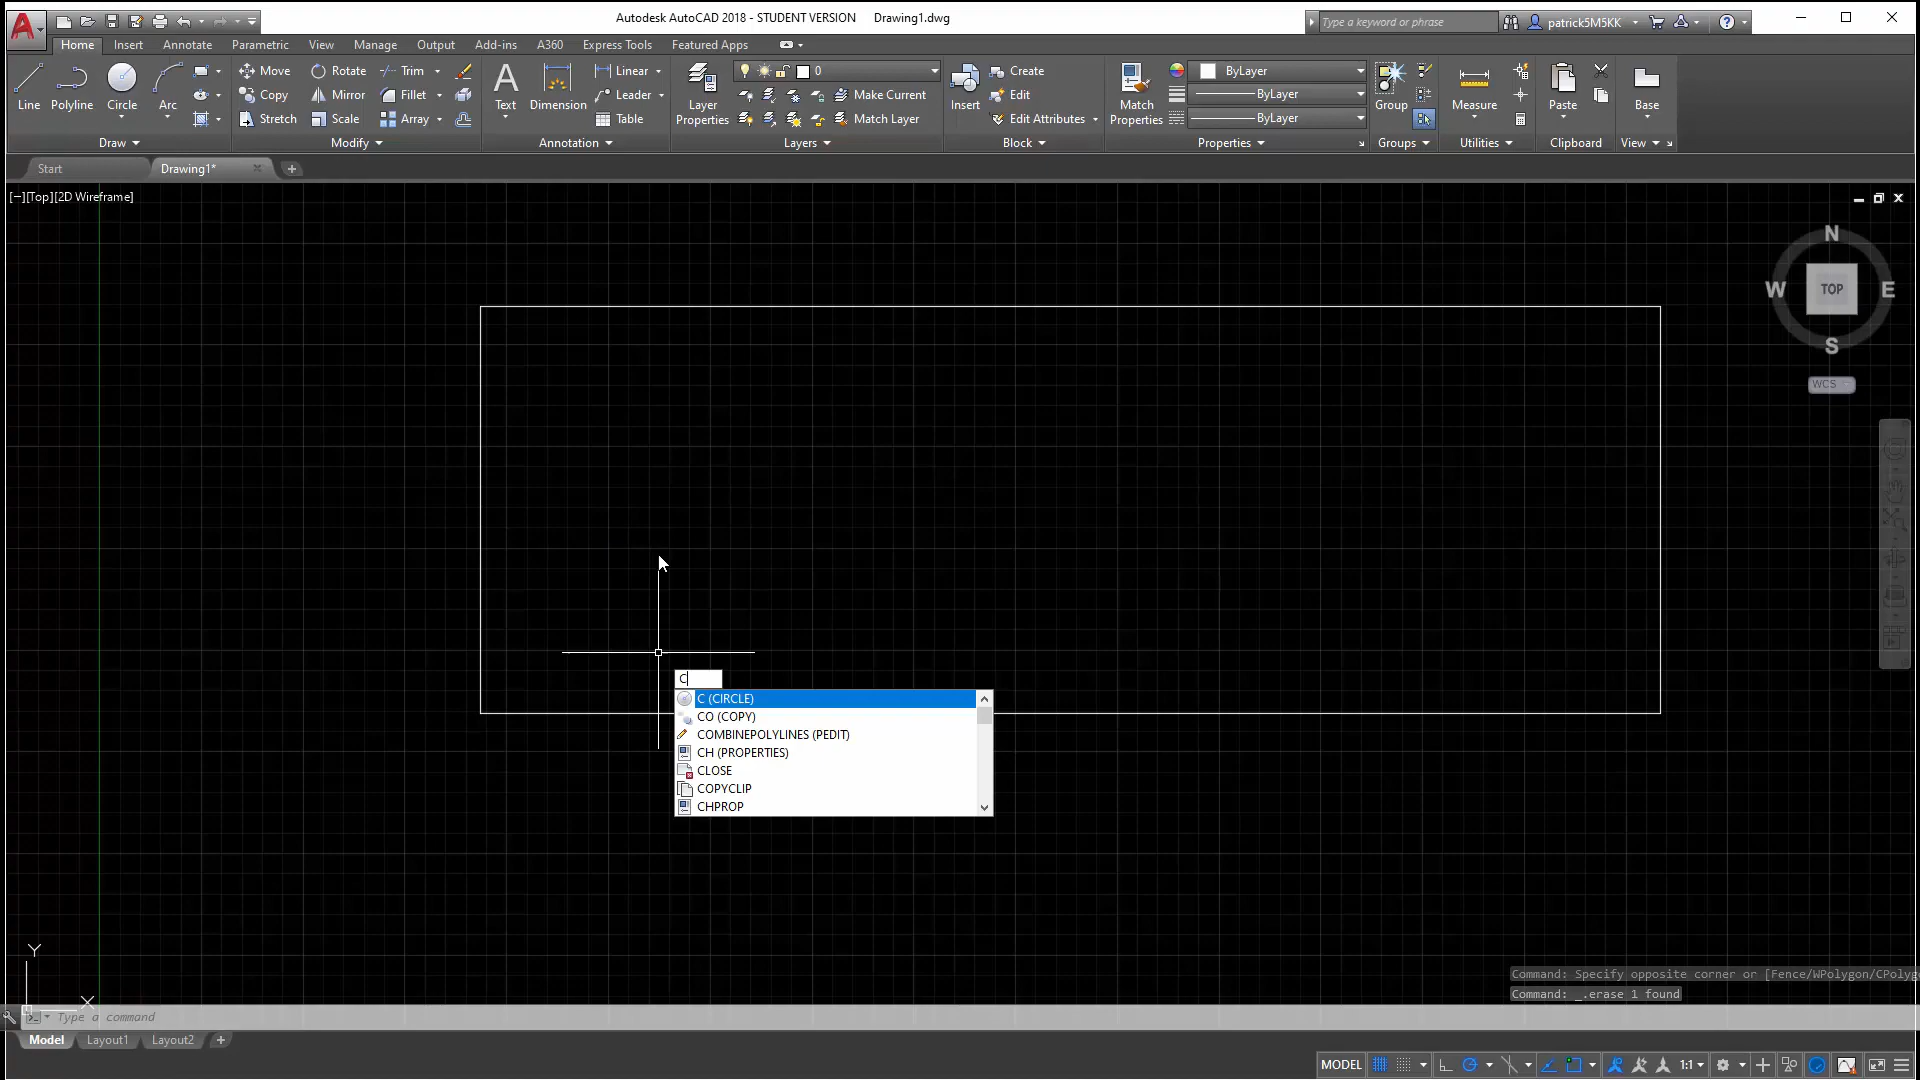 Autodesk AutoCAD 2018 - STUDENT VERSION Drawing1.dwg
Type a keyword or phrase
patrick5M5KK
Home Insert Annotate Parametric View Manage Output Add-ins A360 Express Tools Featured Apps
Line Polyline Circle Arc
Move Rotate Trim
Copy Mirror Fillet
Stretch Scale Array
Text Dimension
Linear
Leader
Table
Layer Properties
0
Make Current
Match Layer
Insert
Create
Edit
Edit Attributes
Match Properties
ByLayer
ByLayer
ByLayer
Group
Measure
Paste
Base
Draw Modify Annotation Layers Block Properties Groups Utilities Clipboard View
Start Drawing1*
[−][Top][2D Wireframe]
N
W TOP E
S
WCS
C
C (CIRCLE)
CO (COPY)
COMBINEPOLYLINES (PEDIT)
CH (PROPERTIES)
CLOSE
COPYCLIP
CHPROP
Y
X
Command: Specify opposite corner or [Fence/WPolygon/CPolyg
Command: _.erase 1 found
Type a command
Model Layout1 Layout2
MODEL 1:1